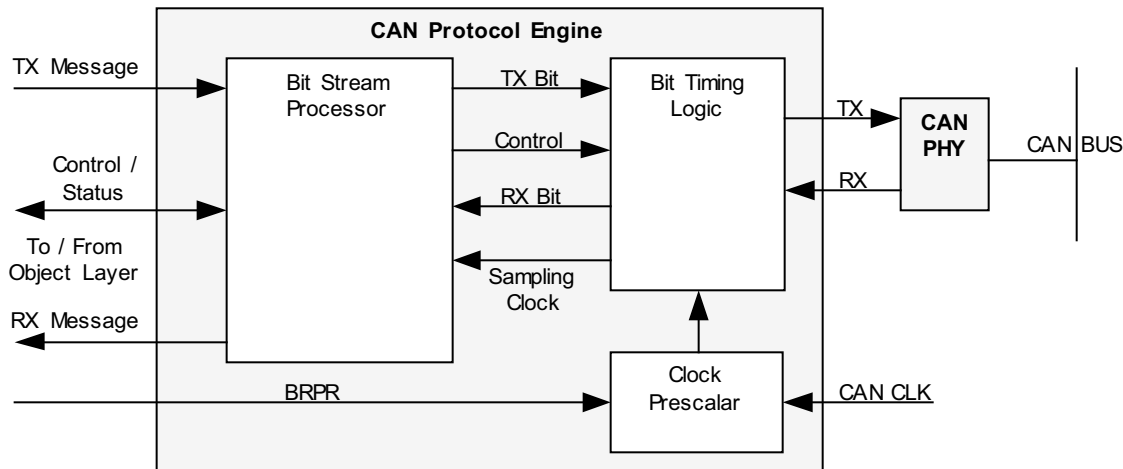 CAN Protocol Engine
TX Message
Bit Stream
Processor
TX Bit
Bit Timing
Logic
TX
CAN
PHY
CAN BUS
Control
Control /
Status
RX Bit
RX
To / From
Object Layer
Sampling
Clock
RX Message
BRPR
Clock
Prescalar
CAN CLK